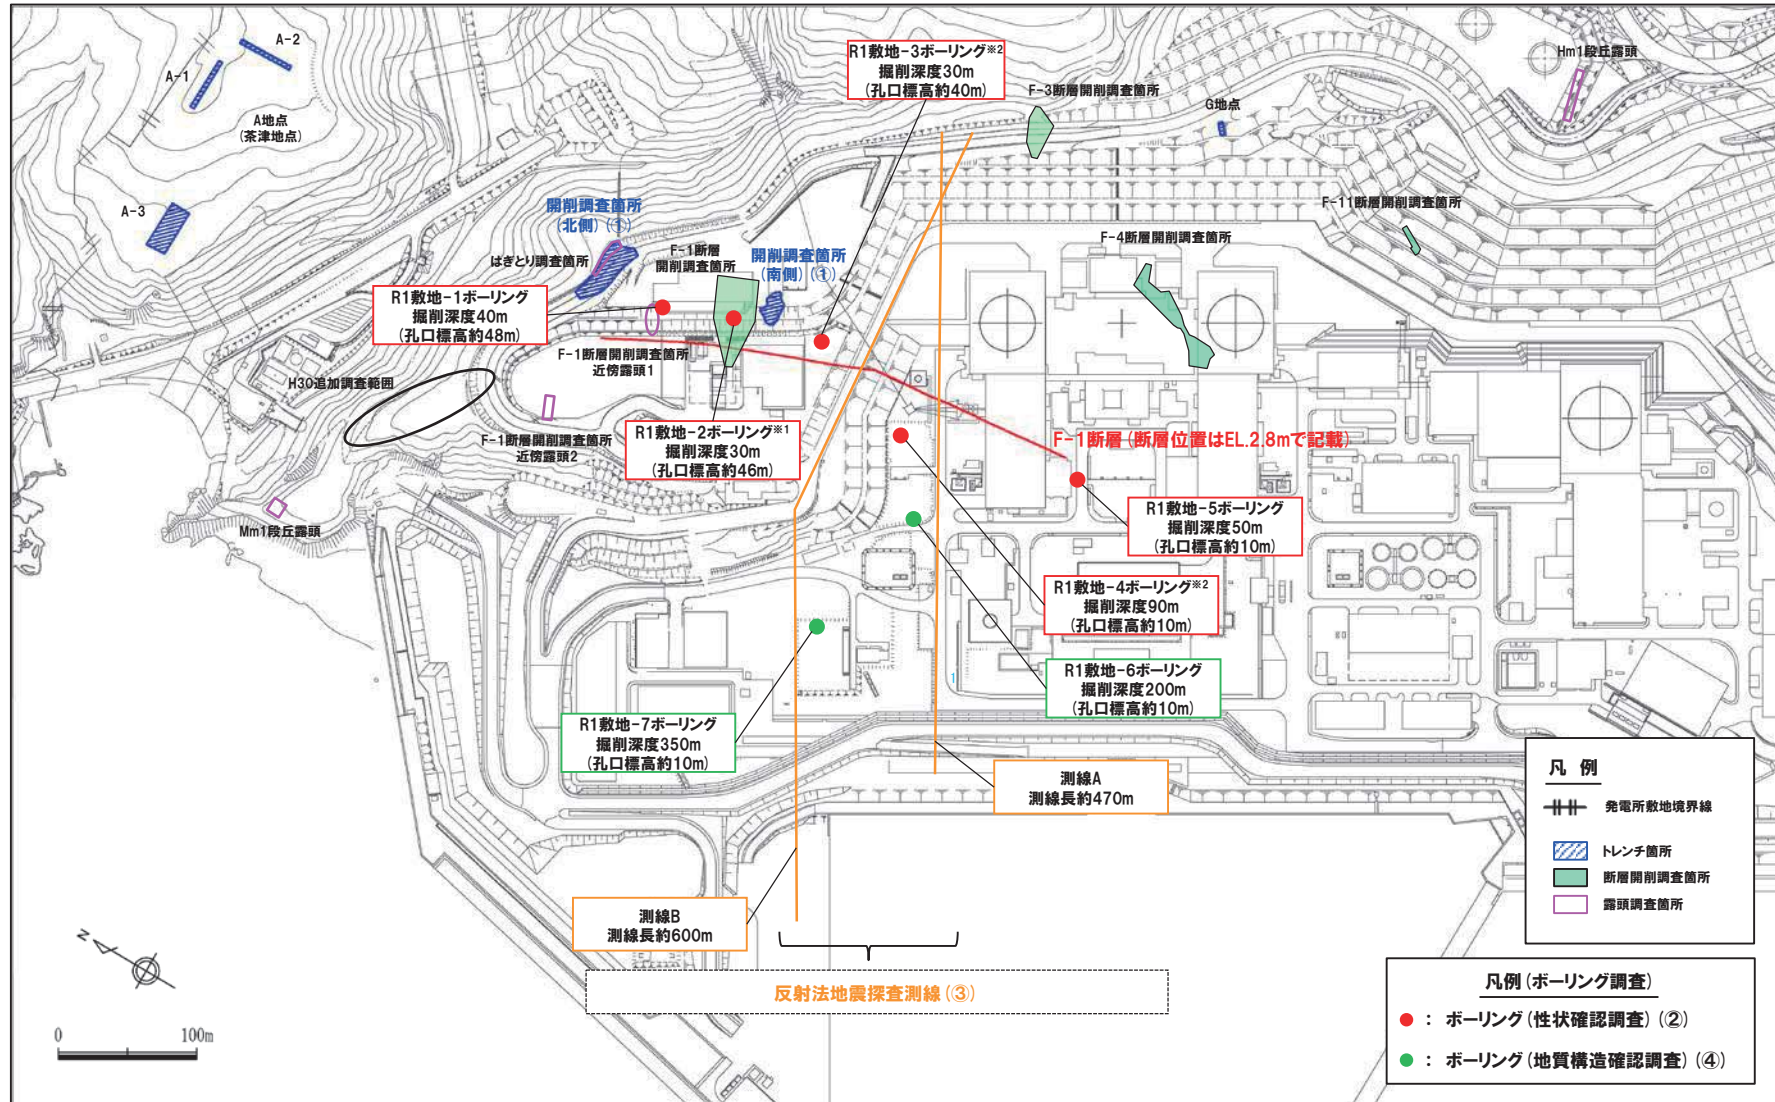 A-2
A-1
A地点
(茶津地点)
A-3
R1敷地-3ボーリング※2
掘削深度30m
(孔口標高約40m)
F-3断層開削調査箇所
G地点
Hm1段丘露頭
F-11断層開削調査箇所
F-4断層開削調査箇所
開削調査箇所
(北側) (①)
はぎとり調査箇所
F-1断層
開削調査箇所
開削調査箇所
(南側) (①)
R1敷地-1ボーリング
掘削深度40m
(孔口標高約48m)
F-1断層開削調査箇所
近傍露頭1
H30追加調査範囲
F-1断層開削調査箇所
近傍露頭2
R1敷地-2ボーリング※1
掘削深度30m
(孔口標高約46m)
F-1断層 (断層位置はEL.2.8mで記載)
Mm1段丘露頭
R1敷地-5ボーリング
掘削深度50m
(孔口標高約10m)
R1敷地-4ボーリング※2
掘削深度90m
(孔口標高約10m)
R1敷地-6ボーリング
掘削深度200m
(孔口標高約10m)
R1敷地-7ボーリング
掘削深度350m
(孔口標高約10m)
測線A
測線長約470m
測線B
測線長約600m
反射法地震探査測線 (③)
N
0 100m
凡 例
発電所敷地境界線
トレンチ箇所
断層開削調査箇所
露頭調査箇所
凡例 (ボーリング調査)
● : ボーリング (性状確認調査) (②)
● : ボーリング (地質構造確認調査) (④)